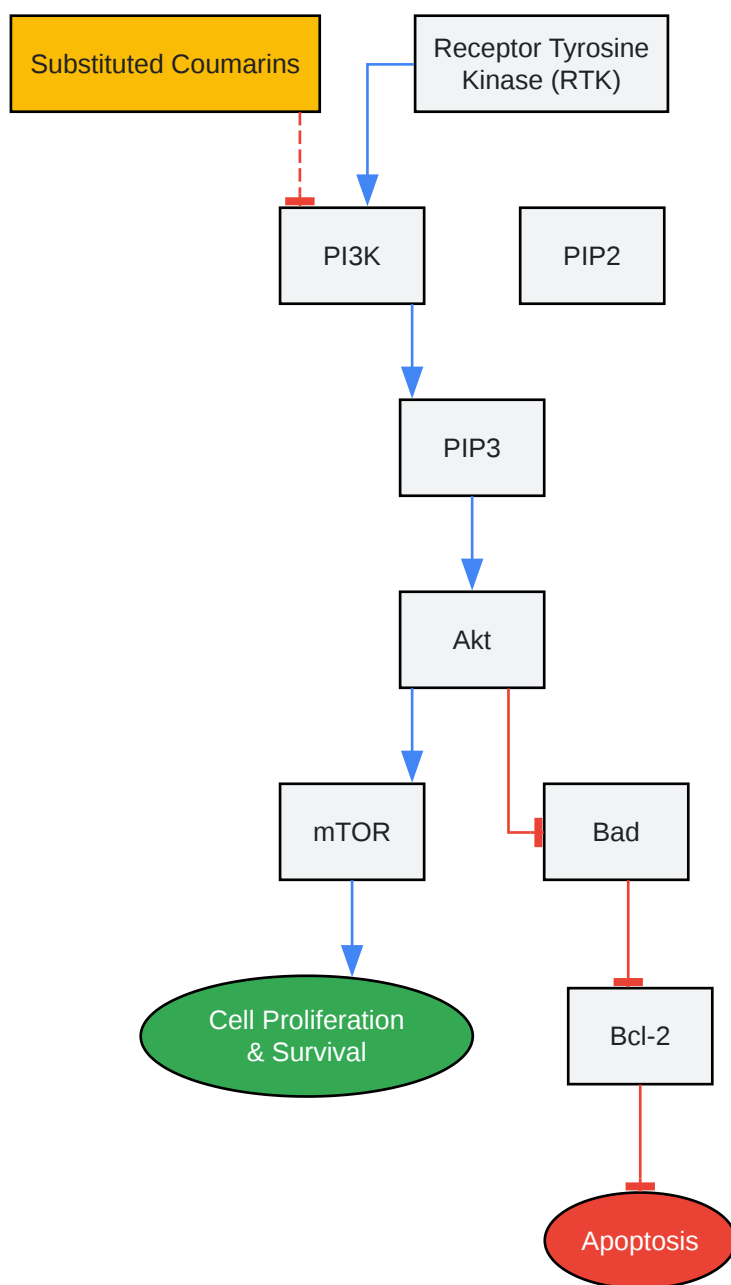 Substituted Coumarins
Receptor Tyrosine
Kinase (RTK)
PI3K
PIP2
PIP3
Akt
mTOR
Bad
Cell Proliferation
& Survival
Bcl-2
Apoptosis